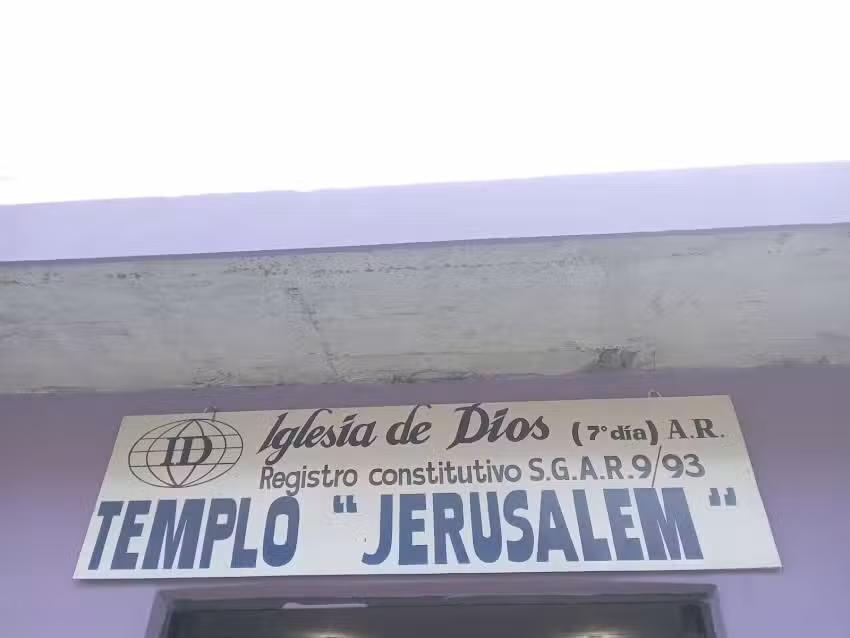 ID
Iglesia de Dios (7° día) A.R.
Registro constitutivo S.G.A.R.9/93
TEMPLO "JERUSALEM"